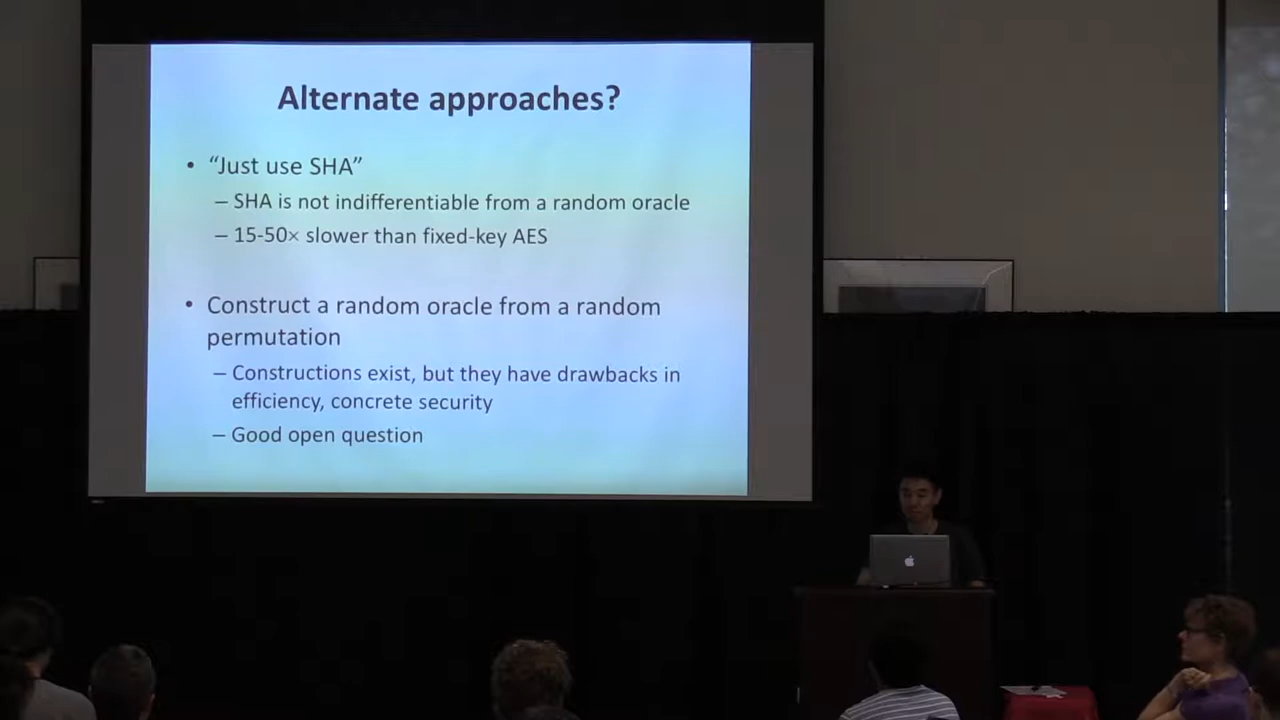 Alternate approaches?
• “Just use SHA”
– SHA is not indifferentiable from a random oracle
– 15-50× slower than fixed-key AES
• Construct a random oracle from a random
permutation
– Constructions exist, but they have drawbacks in
efficiency, concrete security
– Good open question